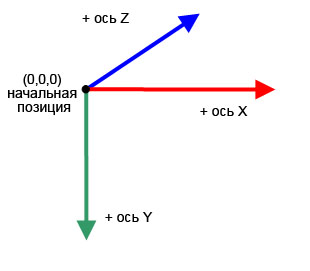 + ось Z
(0,0,0)
начальная
позиция
+ ось X
+ ось Y